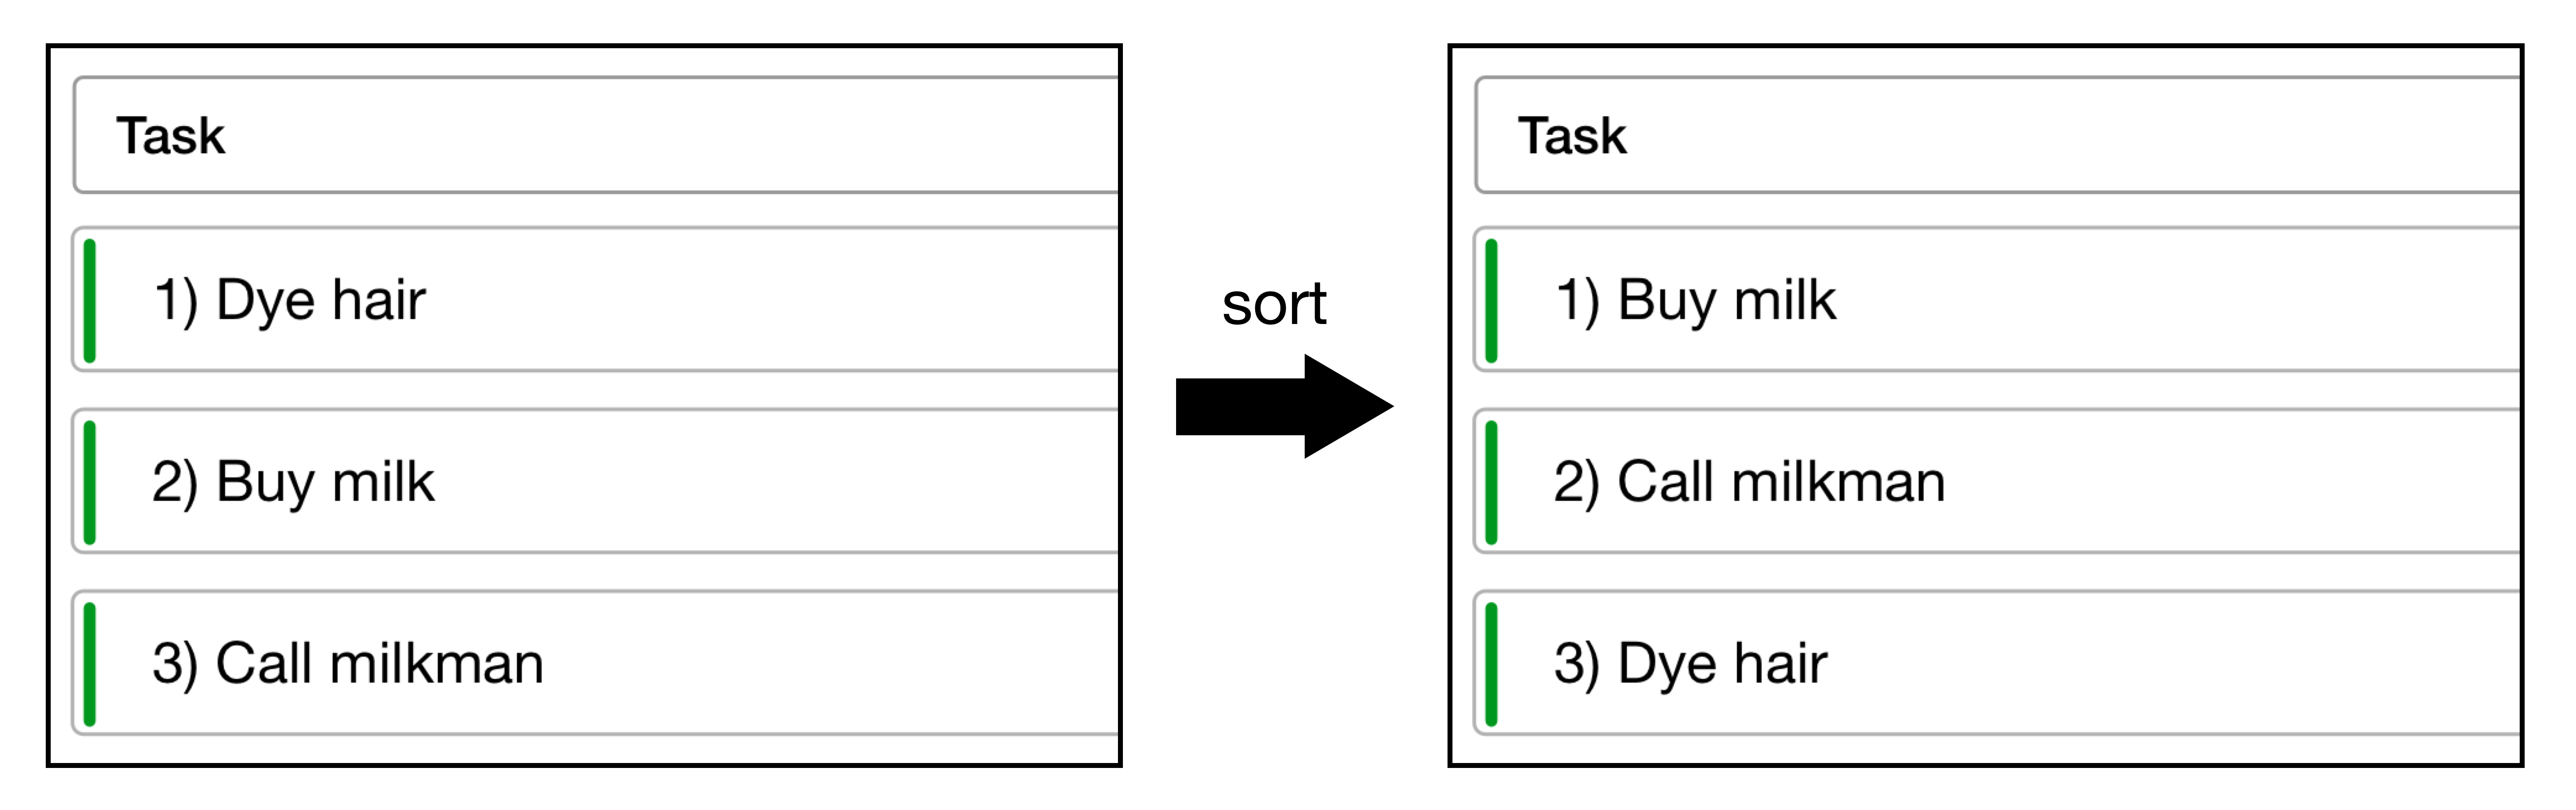 Task
1) Dye hair
2) Buy milk
3) Call milkman
sort
Task
1) Buy milk
2) Call milkman
3) Dye hair